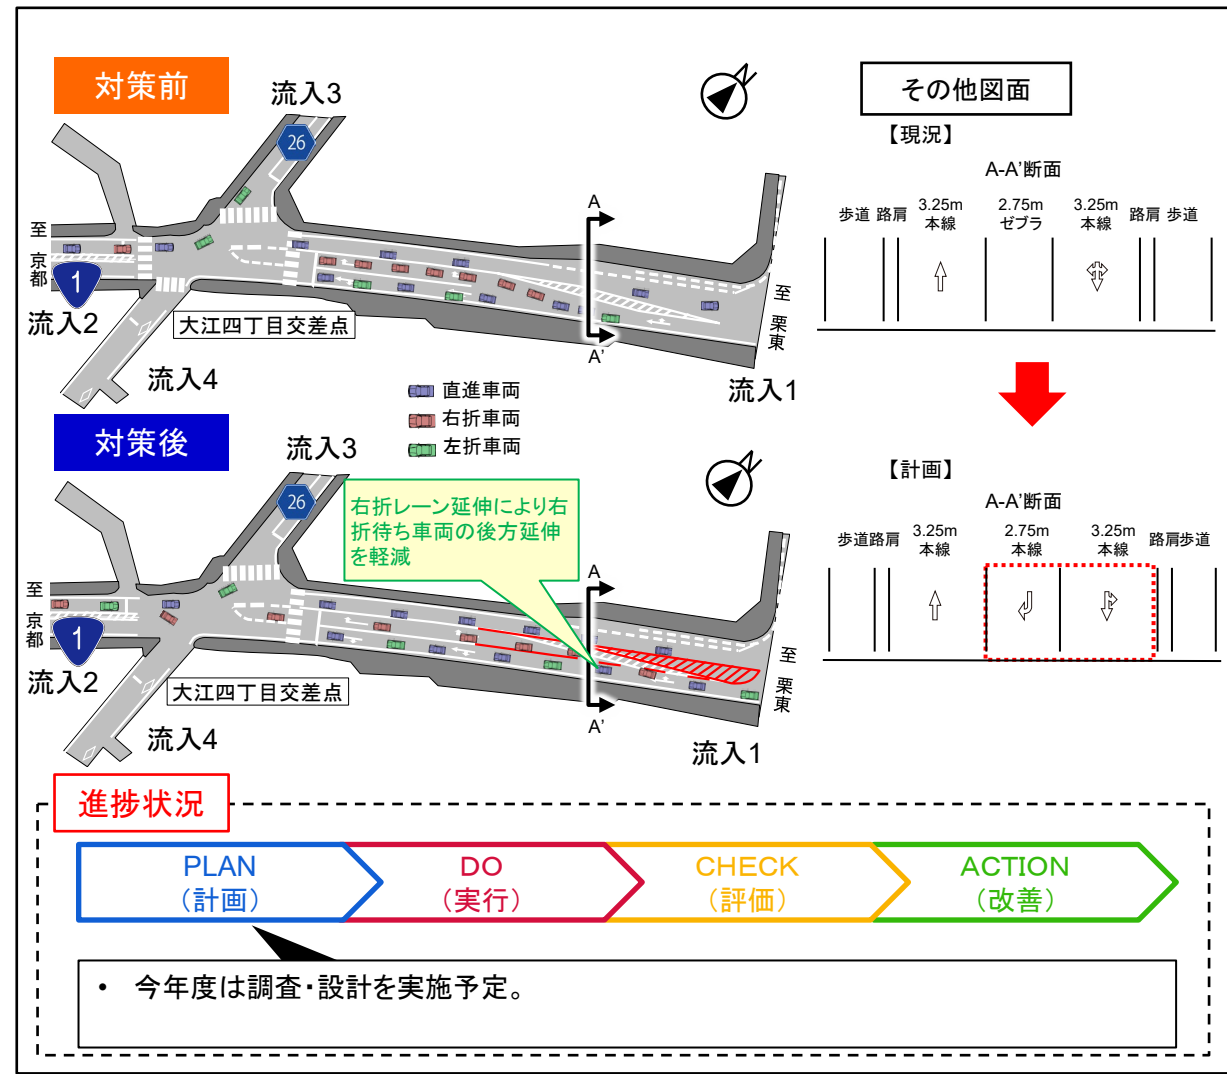 対策前
流入3
26
至
京都
1
流入2
大江四丁目交差点
流入4
A
A'
至
栗東
流入1
直進車両
右折車両
左折車両
その他図面
【現況】
A-A'断面
歩道 路肩 3.25m 本線 2.75m ゼブラ 3.25m 本線 路肩 歩道
対策後
流入3
26
右折レーン延伸により右
折待ち車両の後方延伸
を軽減
至
京都
1
流入2
大江四丁目交差点
流入4
A
A'
至
栗東
流入1
【計画】
A-A'断面
歩道路肩 3.25m 本線 2.75m 本線 3.25m 本線 路肩歩道
進捗状況
PLAN
（計画）
DO
（実行）
CHECK
（評価）
ACTION
（改善）
• 今年度は調査・設計を実施予定。